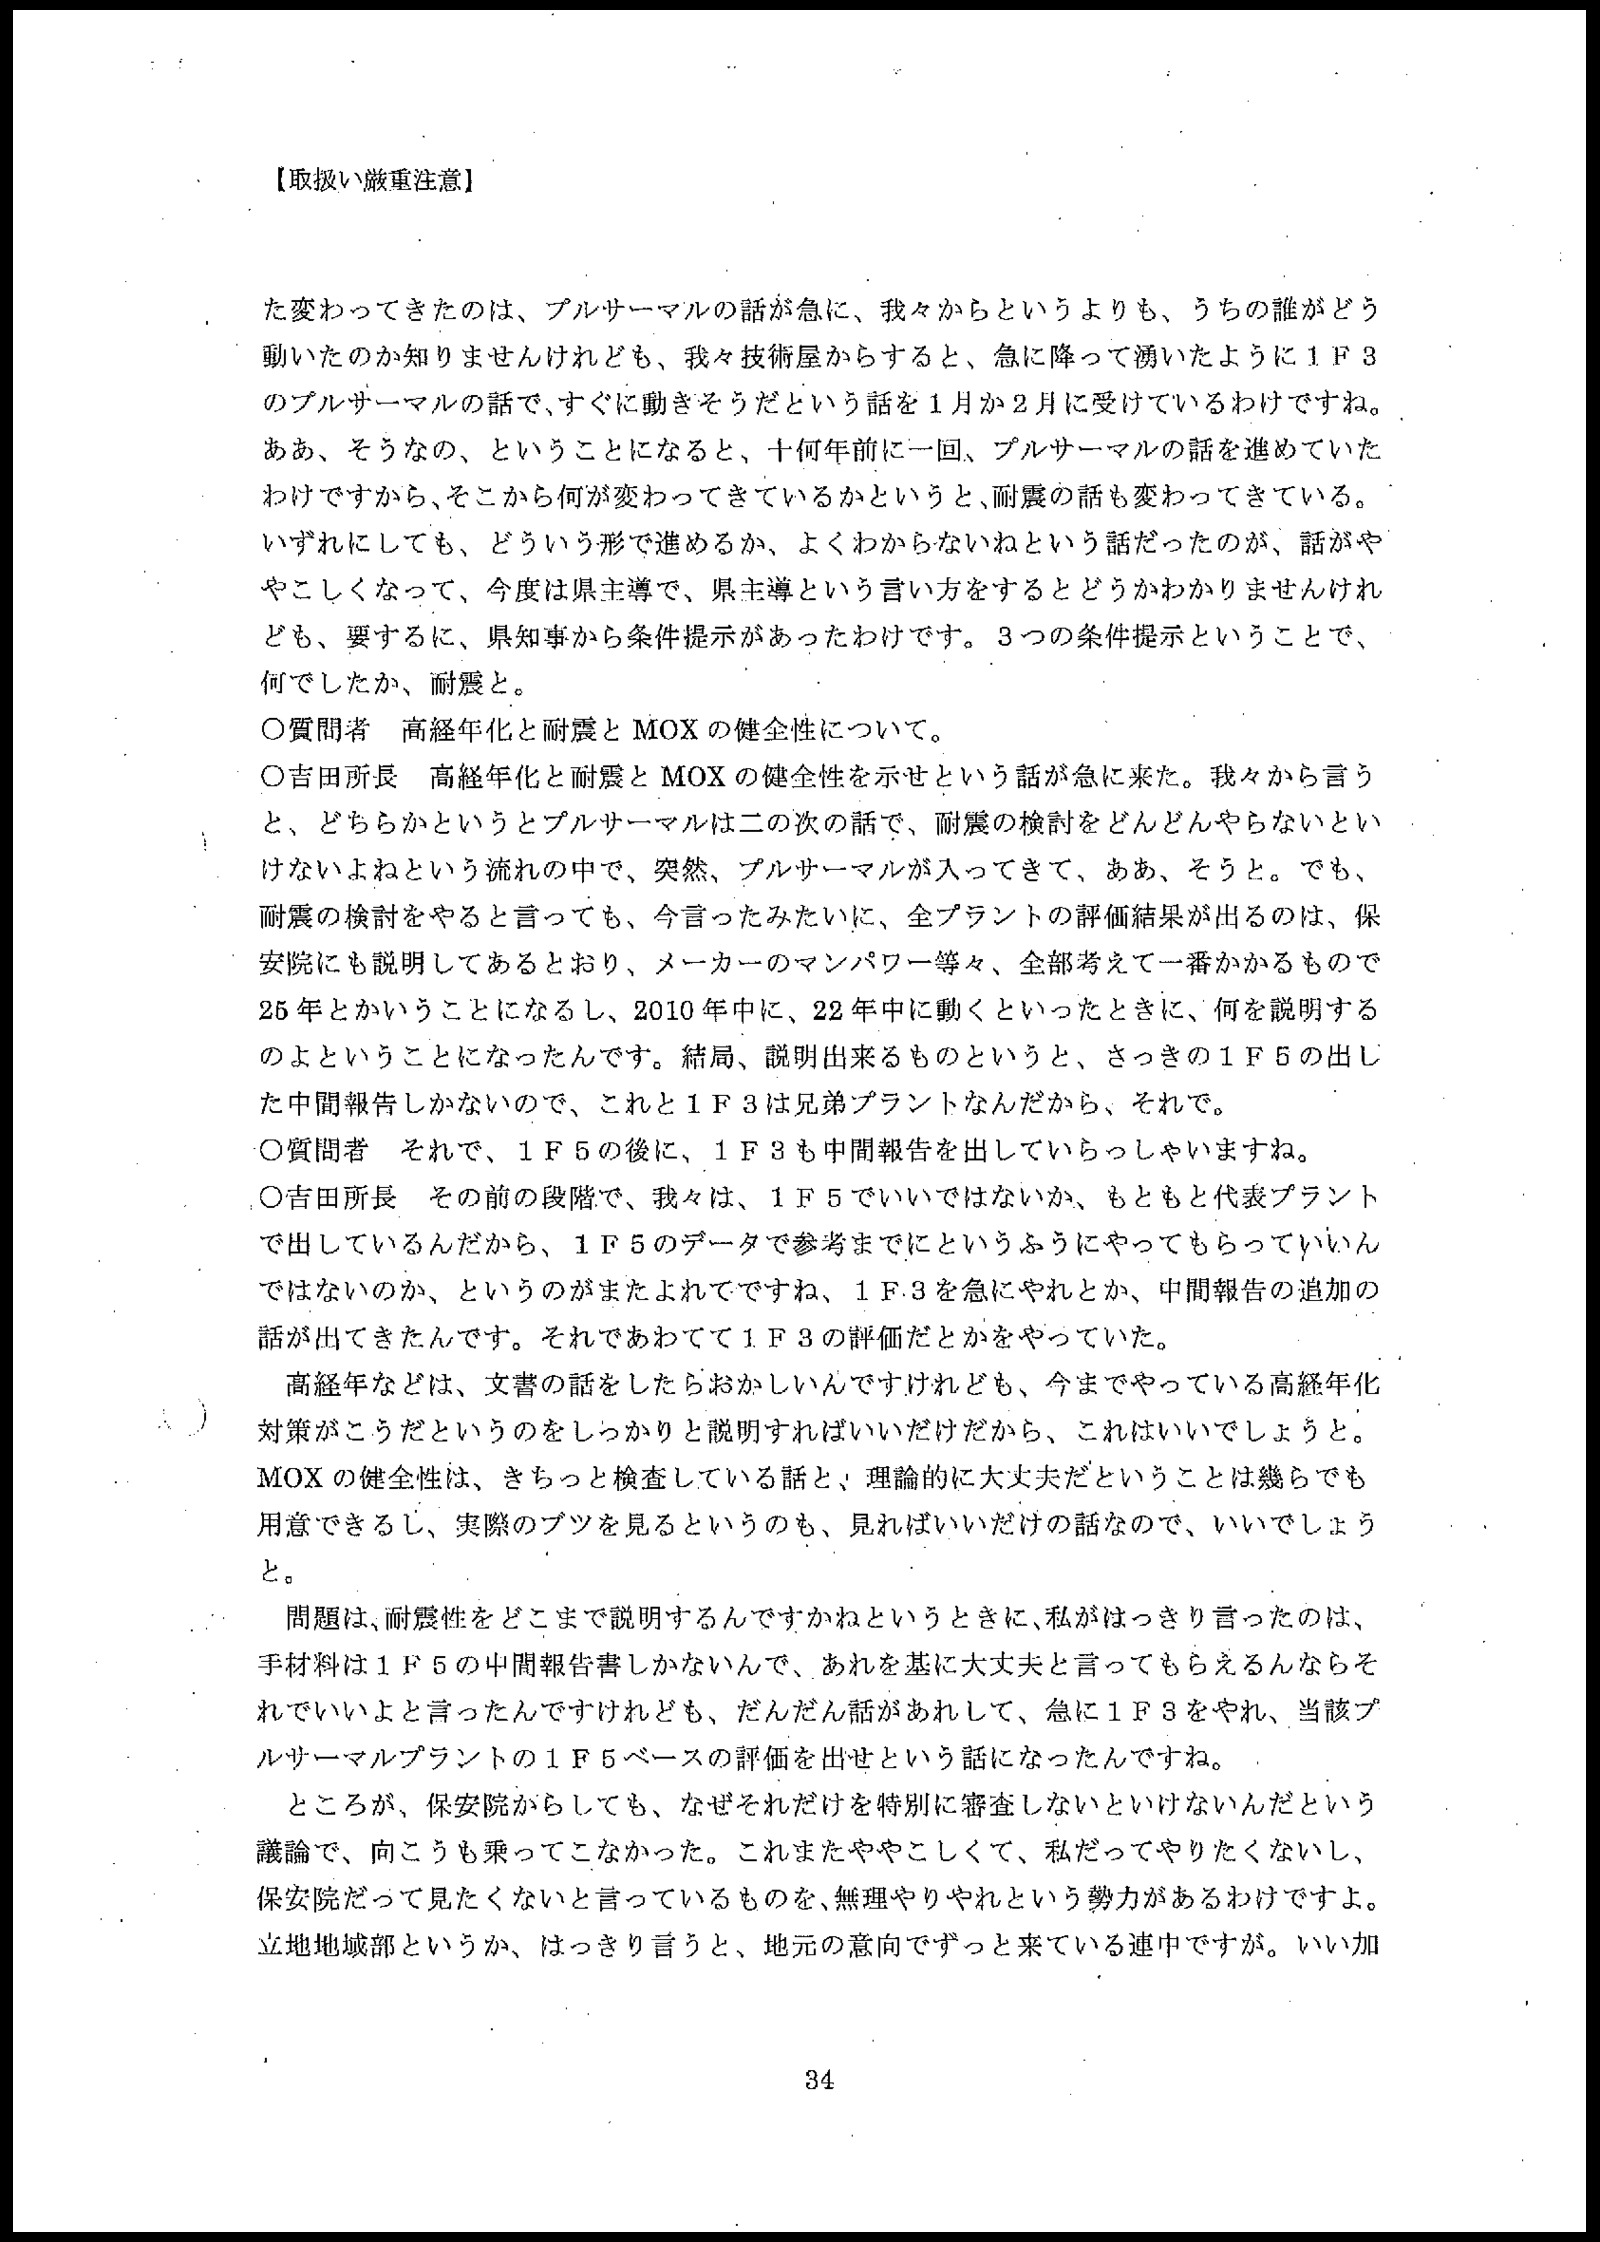 【取扱い厳重注意】
た変わってきたのは、プルサーマルの話が急に、我々からというよりも、うちの誰がどう
動いたのか知りませんけれども、我々技術屋からすると、急に降って湧いたように１Ｆ３
のプルサーマルの話で、すぐに動きそうだという話を１月か２月に受けているわけですね。
ああ、そうなの、ということになると、十何年前に一回、プルサーマルの話を進めていた
わけですから、そこから何が変わってきているかというと、耐震の話も変わってきている。
いずれにしても、どういう形で進めるか、よくわからないねという話だったのが、話がや
やこしくなって、今度は県主導で、県主導という言い方をするとどうかわかりませんけれ
ども、要するに、県知事から条件提示があったわけです。３つの条件提示ということで、
何でしたか、耐震と。
○質問者　高経年化と耐震と MOX の健全性について。
○吉田所長　高経年化と耐震と MOX の健全性を示せという話が急に来た。我々から言う
と、どちらかというとプルサーマルは二の次の話で、耐震の検討をどんどんやらないとい
けないよねという流れの中で、突然、プルサーマルが入ってきて、ああ、そうと。でも、
耐震の検討をやると言っても、今言ったみたいに、全プラントの評価結果が出るのは、保
安院にも説明してあるとおり、メーカーのマンパワー等々、全部考えて一番かかるもので
25 年とかいうことになるし、2010 年中に、22 年中に動くといったときに、何を説明する
のよということになったんです。結局、説明出来るものというと、さっきの１Ｆ５の出し
た中間報告しかないので、これと１Ｆ３は兄弟プラントなんだから、それで。
○質問者　それで、１Ｆ５の後に、１Ｆ３も中間報告を出していらっしゃいますね。
○吉田所長　その前の段階で、我々は、１Ｆ５でいいではないか、もともと代表プラント
で出しているんだから、１Ｆ５のデータで参考までにというふうにやってもらっていいん
ではないのか、というのがまたよれてですね、１Ｆ３を急にやれとか、中間報告の追加の
話が出てきたんです。それであわてて１Ｆ３の評価だとかをやっていた。
　高経年などは、文書の話をしたらおかしいんですけれども、今までやっている高経年化
対策がこうだというのをしっかりと説明すればいいだけだから、これはいいでしょうと。
MOX の健全性は、きちっと検査している話と、理論的に大丈夫だということは幾らでも
用意できるし、実際のブツを見るというのも、見ればいいだけの話なので、いいでしょう
と。
　問題は、耐震性をどこまで説明するんですかねというときに、私がはっきり言ったのは、
手材料は１Ｆ５の中間報告書しかないんで、あれを基に大丈夫と言ってもらえるんならそ
れでいいよと言ったんですけれども、だんだん話があれして、急に１Ｆ３をやれ、当該プ
ルサーマルプラントの１Ｆ５ベースの評価を出せという話になったんですね。
　ところが、保安院からしても、なぜそれだけを特別に審査しないといけないんだという
議論で、向こうも乗ってこなかった。これまたややこしくて、私だってやりたくないし、
保安院だって見たくないと言っているものを、無理やりやれという勢力があるわけですよ。
立地地域部というか、はっきり言うと、地元の意向でずっと来ている連中ですが。いい加
34